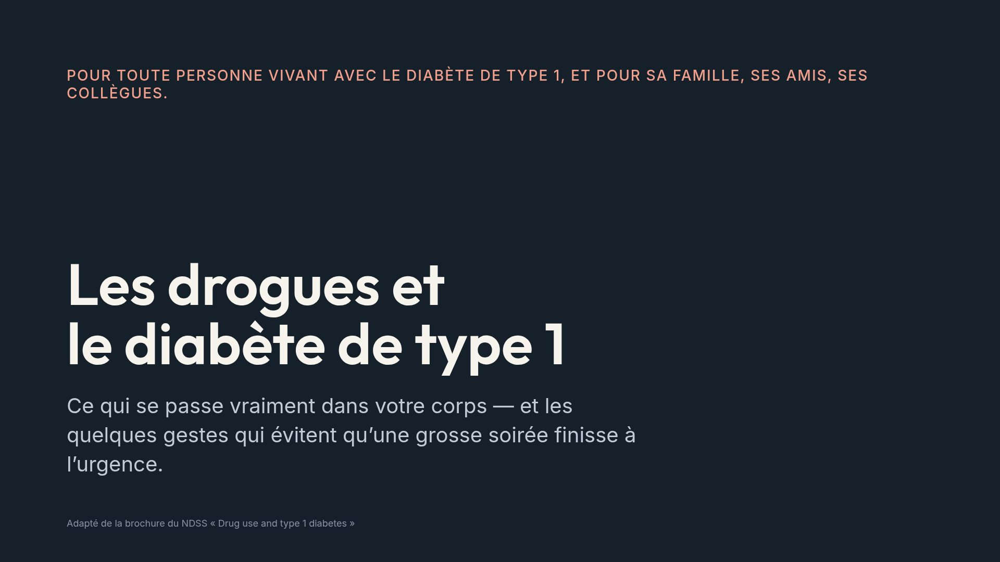 POUR TOUTE PERSONNE VIVANT AVEC LE DIABÈTE DE TYPE 1, ET POUR SA FAMILLE, SES AMIS, SES
COLLÈGUES.
Les drogues et
le diabète de type 1
Ce qui se passe vraiment dans votre corps — et les
quelques gestes qui évitent qu’une grosse soirée finisse à
l’urgence.
Adapté de la brochure du NDSS « Drug use and type 1 diabetes »